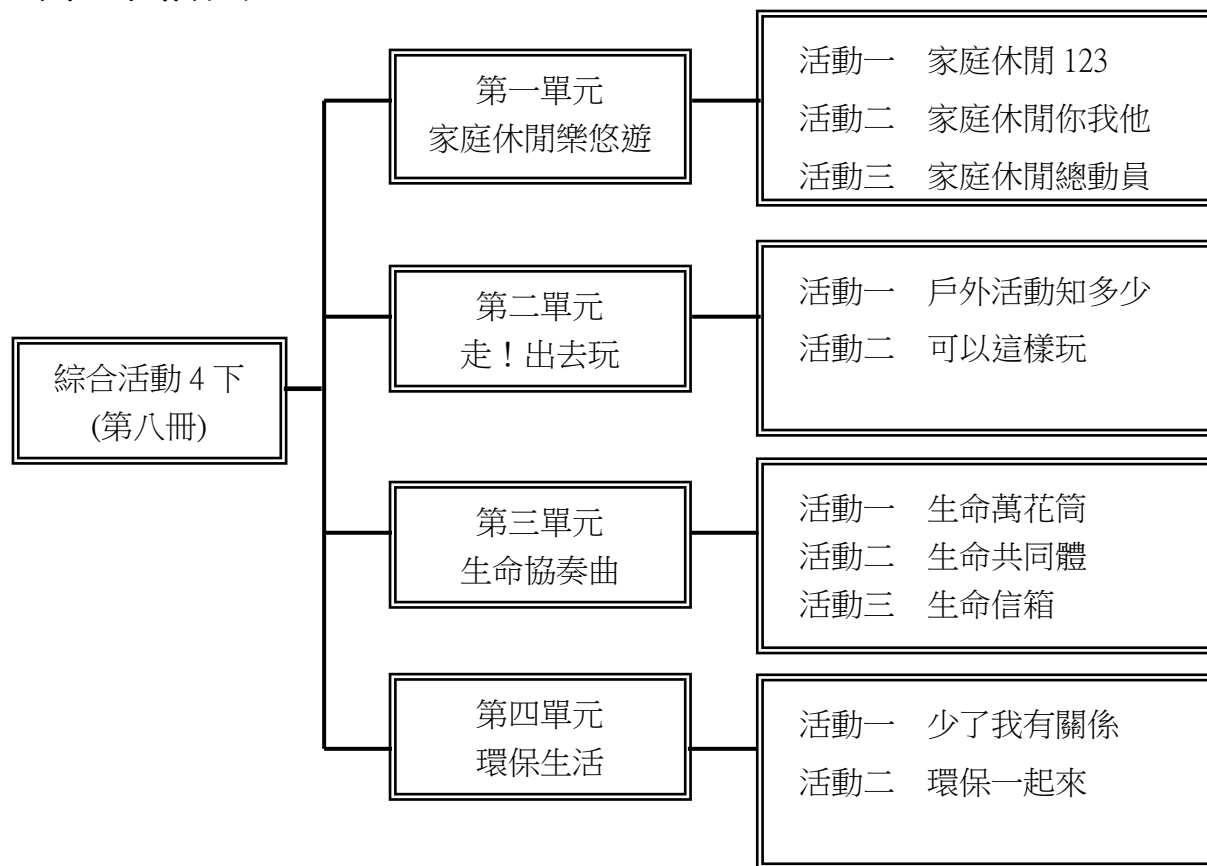 綜合活動 4 下
(第八冊)
第一單元
家庭休閒樂悠遊
活動一　家庭休閒 123
活動二　家庭休閒你我他
活動三　家庭休閒總動員
第二單元
走！出去玩
活動一　戶外活動知多少
活動二　可以這樣玩
第三單元
生命協奏曲
活動一　生命萬花筒
活動二　生命共同體
活動三　生命信箱
第四單元
環保生活
活動一　少了我有關係
活動二　環保一起來